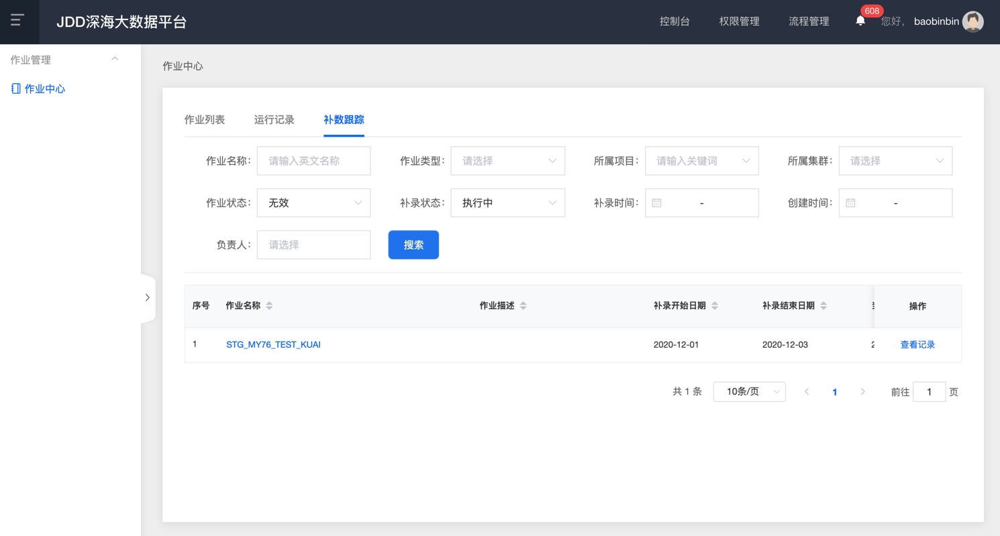 JDD深海大数据平台
控制台 权限管理 流程管理 608 您好， baobinbin
作业管理
作业中心
作业中心
作业列表 运行记录 补数跟踪
作业名称: 请输入英文名称 作业类型: 请选择 所属项目: 请输入关键词 所属集群: 请选择
作业状态: 无效 补录状态: 执行中 补录时间: - 创建时间: -
负责人: 请选择 搜索
序号 作业名称 作业描述 补录开始日期 补录结束日期 操作
1 STG_MY76_TEST_KUAI 2020-12-01 2020-12-03 2 查看记录
共 1 条 10条/页 1 前往 1 页